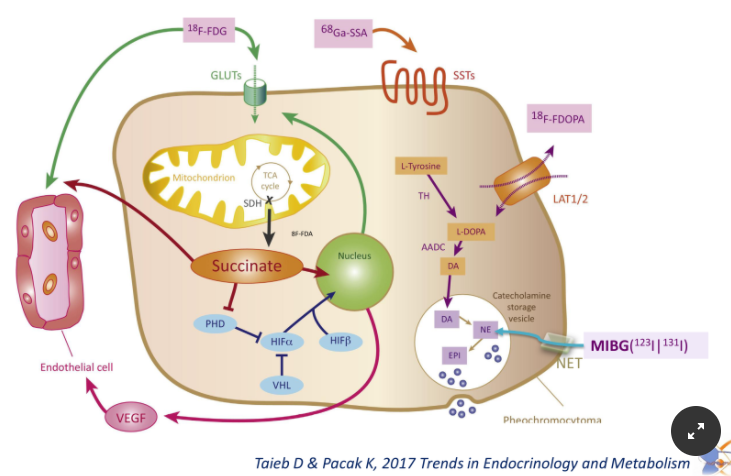 ¹⁸F-FDG
⁶⁸Ga-SSA
GLUTs
SSTs
¹⁸F-FDOPA
Mitochondrion
TCA
cycle
SDH
X
BF-FDA
Succinate
Nucleus
PHD
HIFα
HIFβ
VHL
Endothelial cell
VEGF
L-Tyrosine
TH
LAT1/2
L-DOPA
AADC
DA
Catecholamine
storage
vesicle
DA
NE
EPI
MIBG(¹²³I|¹³¹I)
NET
Pheochromocytoma
Taieb D & Pacak K, 2017 Trends in Endocrinology and Metabolism